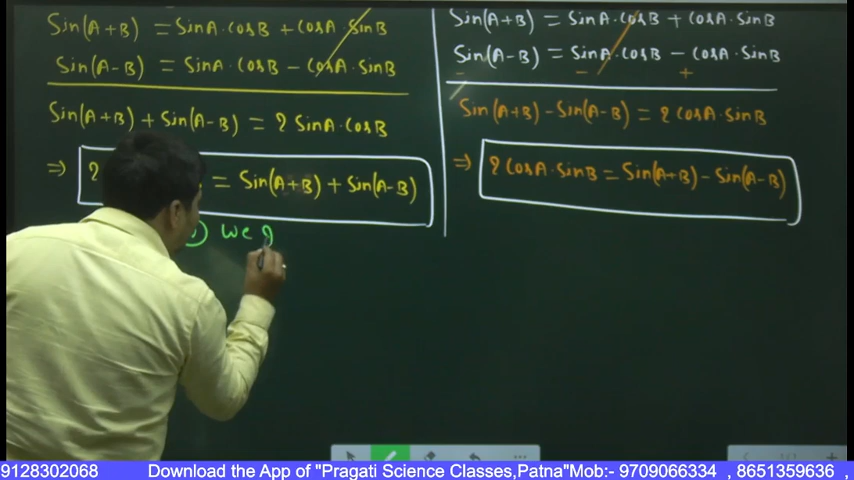 Sin(A+B) = SinA·CosB + CosA·SinB
Sin(A−B) = SinA·CosB − CosA·SinB
Sin(A+B) + Sin(A−B) = 2 SinA·CosB
⇒ 2 = Sin(A+B) + Sin(A−B)
) We g
Sin(A+B) = SinA·CosB + CosA·SinB
Sin(A−B) = SinA·CosB − CosA·SinB
− − +
Sin(A+B) − Sin(A−B) = 2 CosA·SinB
⇒ 2 CosA·SinB = Sin(A+B) − Sin(A−B)
9128302068 Download the App of "Pragati Science Classes,Patna"Mob:- 9709066334 , 8651359636 ,